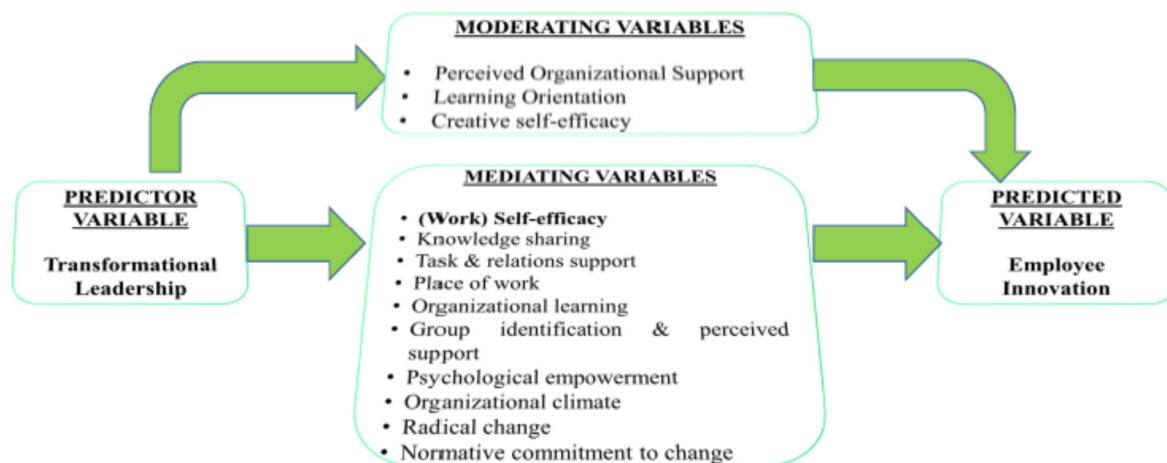 MODERATING VARIABLES
• Perceived Organizational Support
• Learning Orientation
• Creative self-efficacy
PREDICTOR
VARIABLE
Transformational
Leadership
MEDIATING VARIABLES
• (Work) Self-efficacy
• Knowledge sharing
• Task & relations support
• Place of work
• Organizational learning
• Group identification & perceived
support
• Psychological empowerment
• Organizational climate
• Radical change
• Normative commitment to change
PREDICTED
VARIABLE
Employee
Innovation